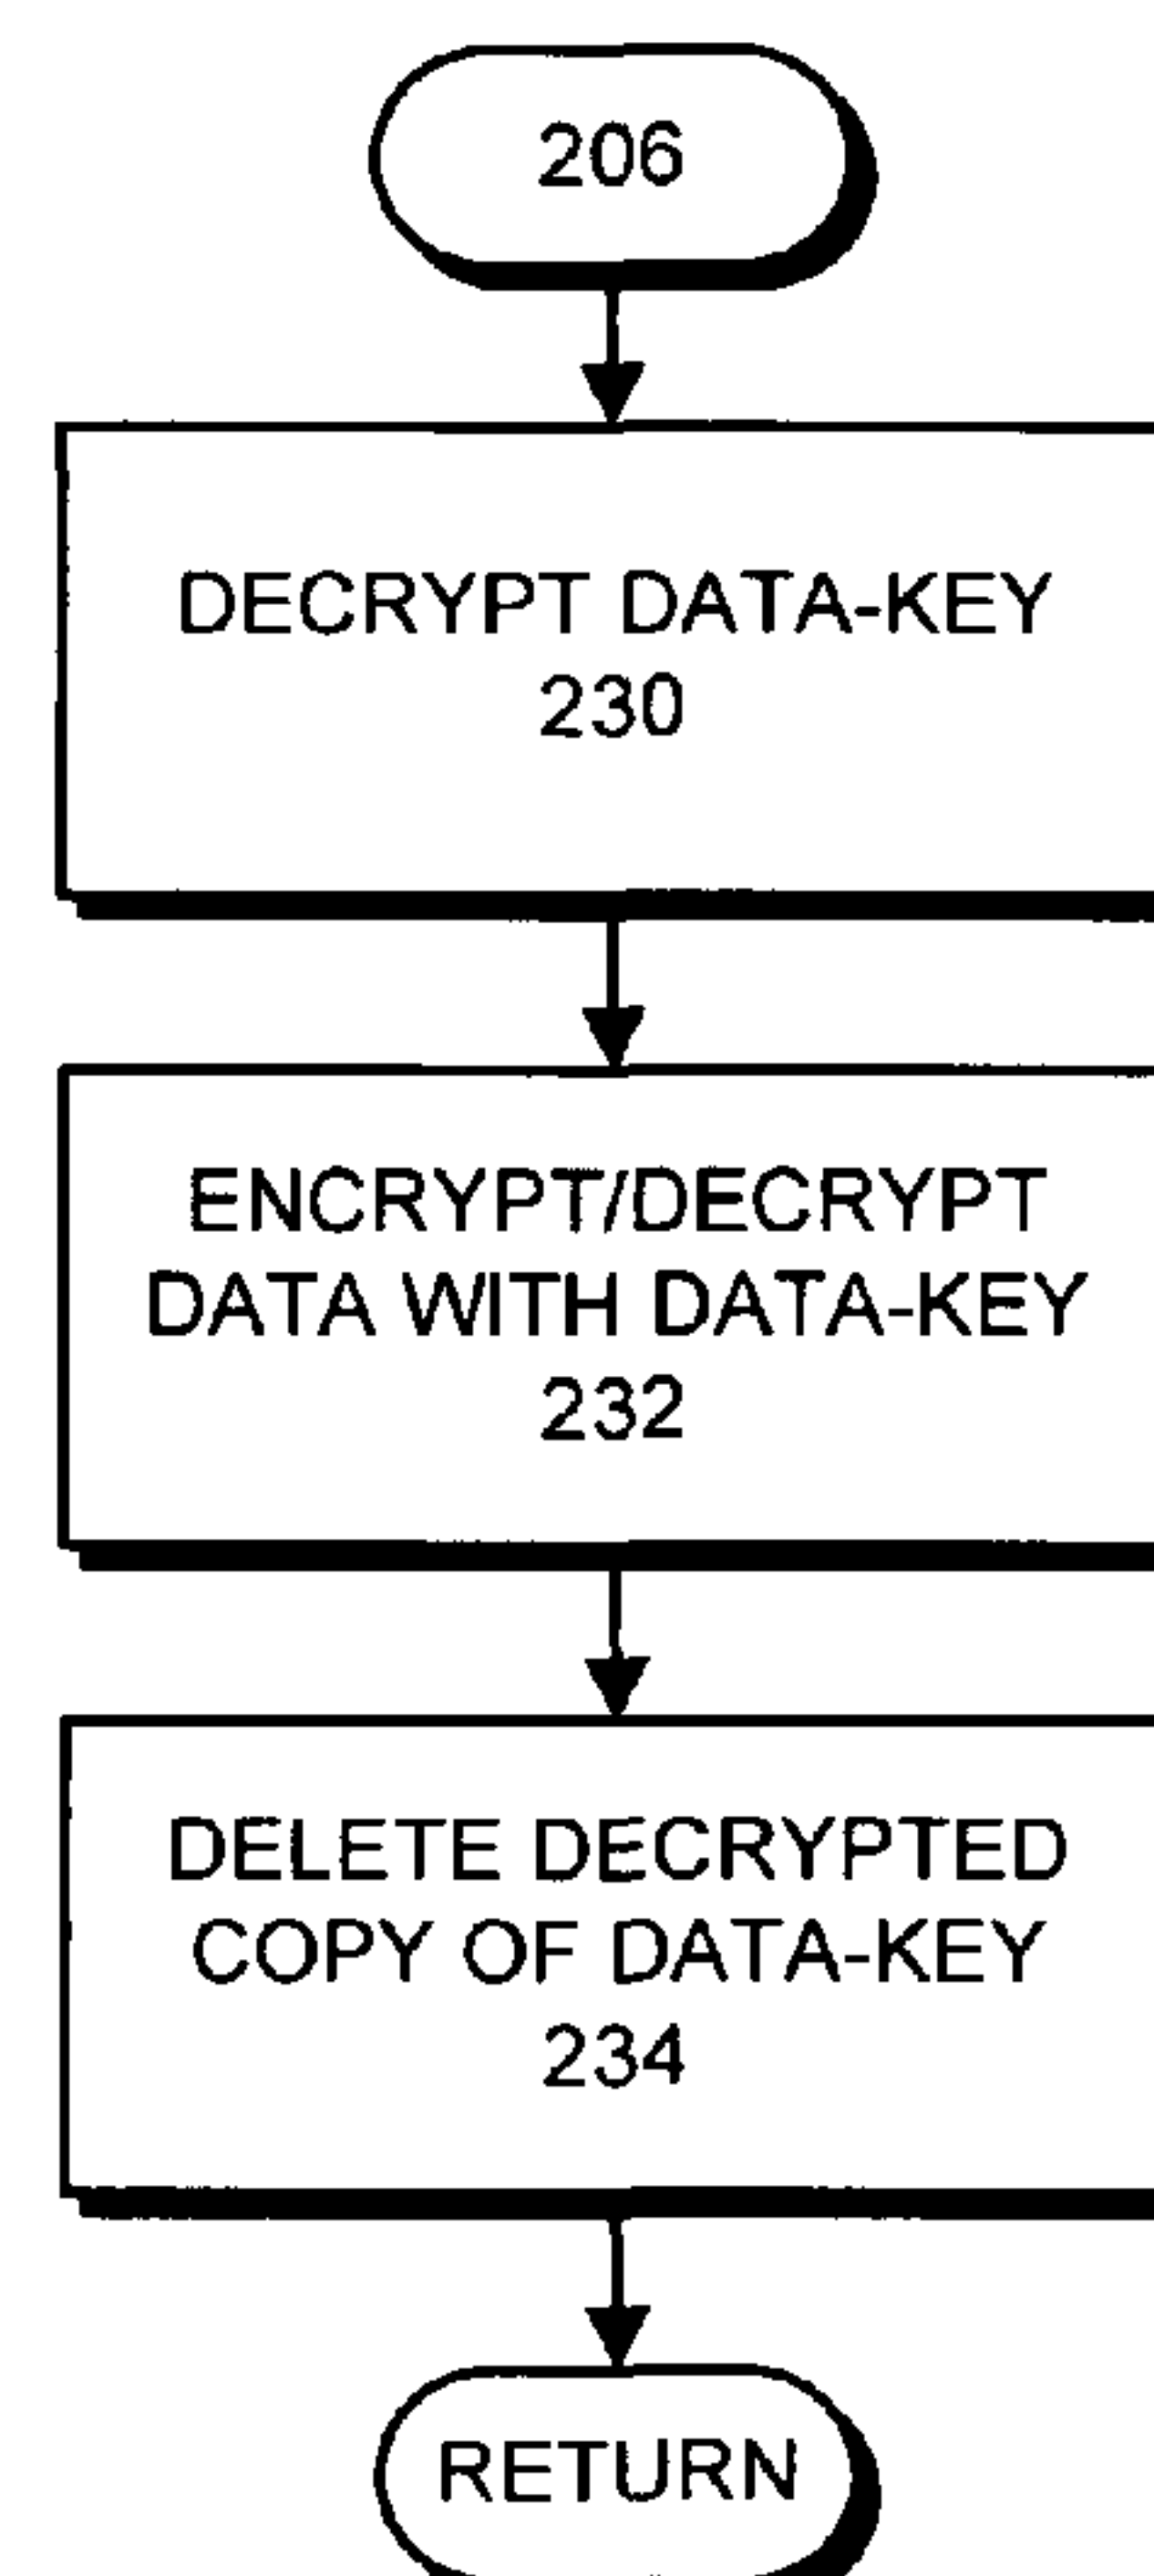 206
DECRYPT DATA-KEY
230
ENCRYPT/DECRYPT
DATA WITH DATA-KEY
232
DELETE DECRYPTED
COPY OF DATA-KEY
234
RETURN